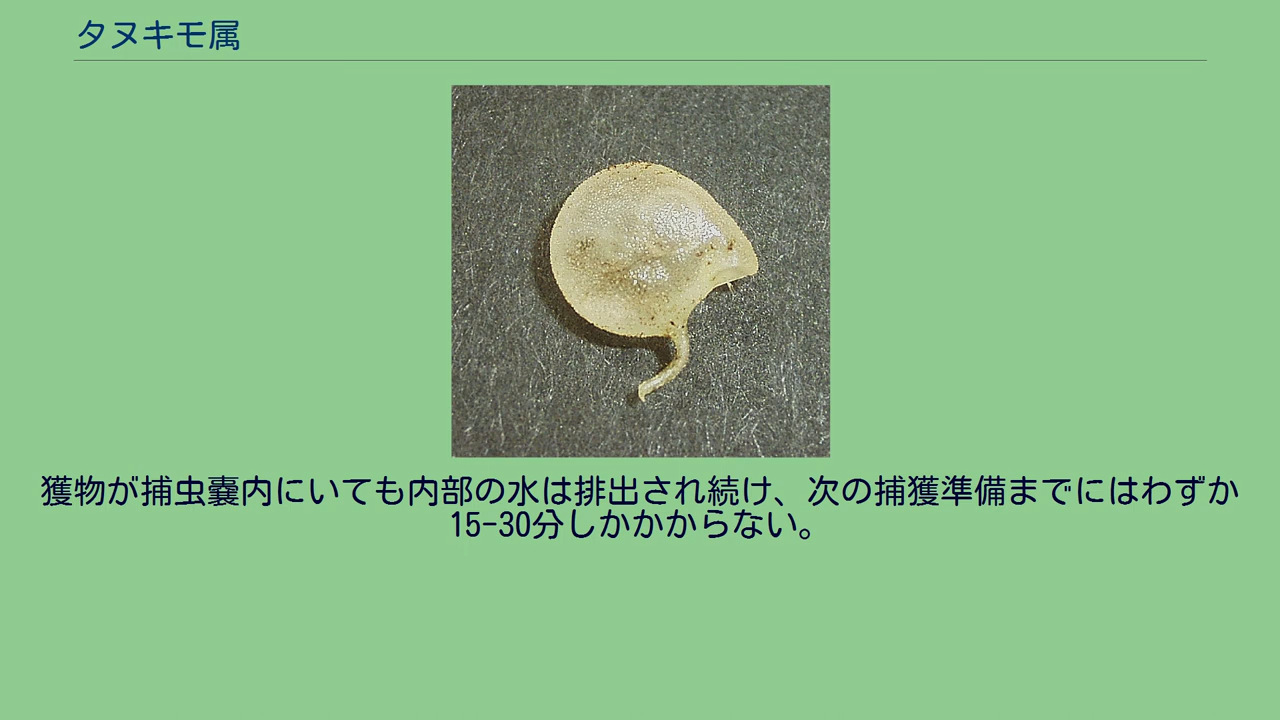 タヌキモ属
獲物が捕虫嚢内にいても内部の水は排出され続け、次の捕獲準備までにはわずか
15-30分しかかからない。